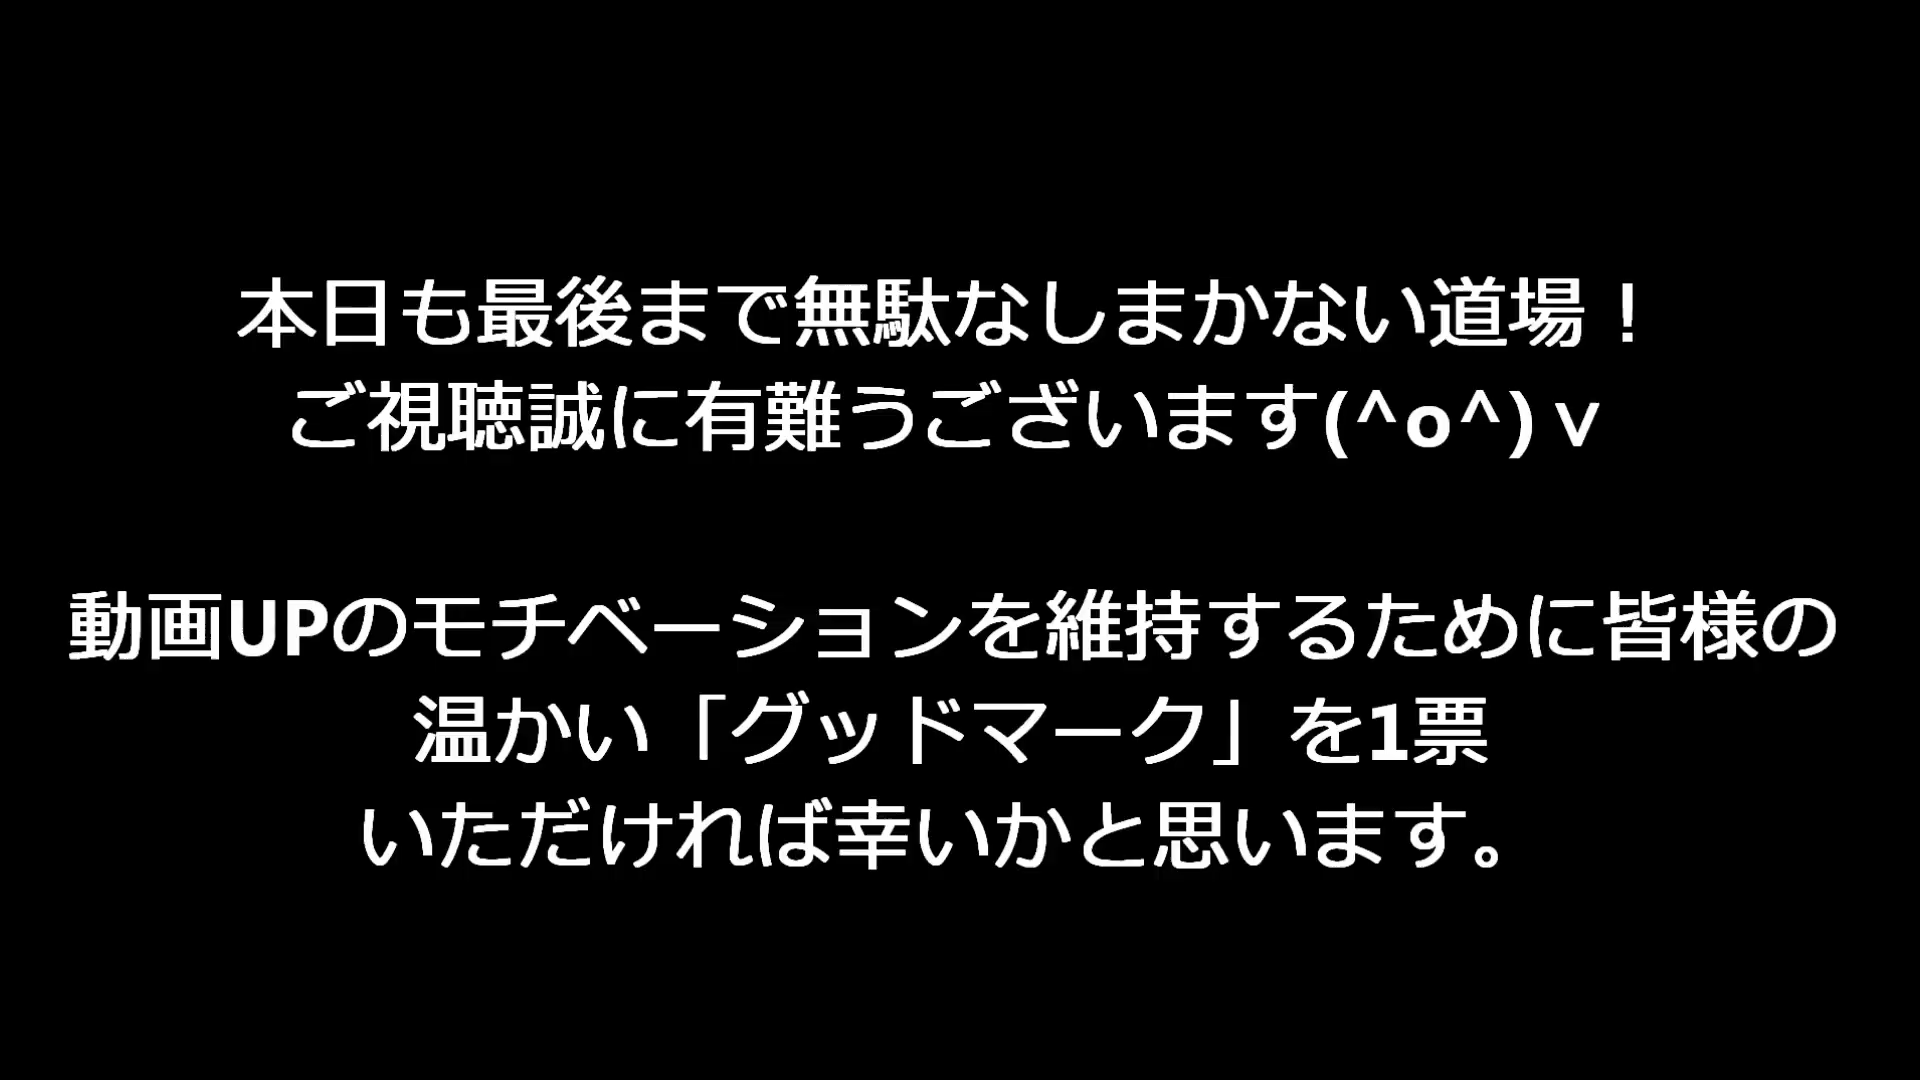 本日も最後まで無駄なしまかない道場！
ご視聴誠に有難うございます(^o^)ｖ
動画UPのモチベーションを維持するために皆様の
温かい「グッドマーク」を1票
いただければ幸いかと思います。